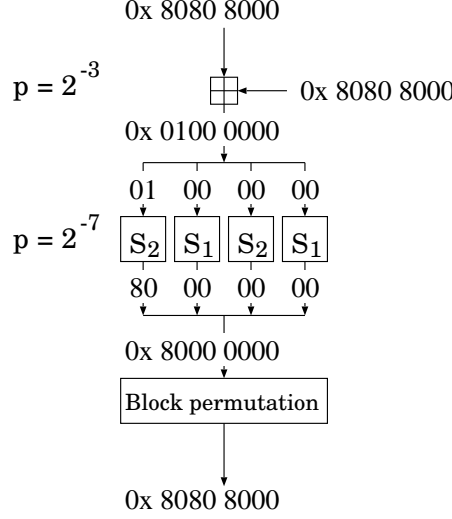 0x 8080 8000
p = 2^-3
0x 8080 8000
0x 0100 0000
01 00 00 00
p = 2^-7
S2 S1 S2 S1
80 00 00 00
0x 8000 0000
Block permutation
0x 8080 8000